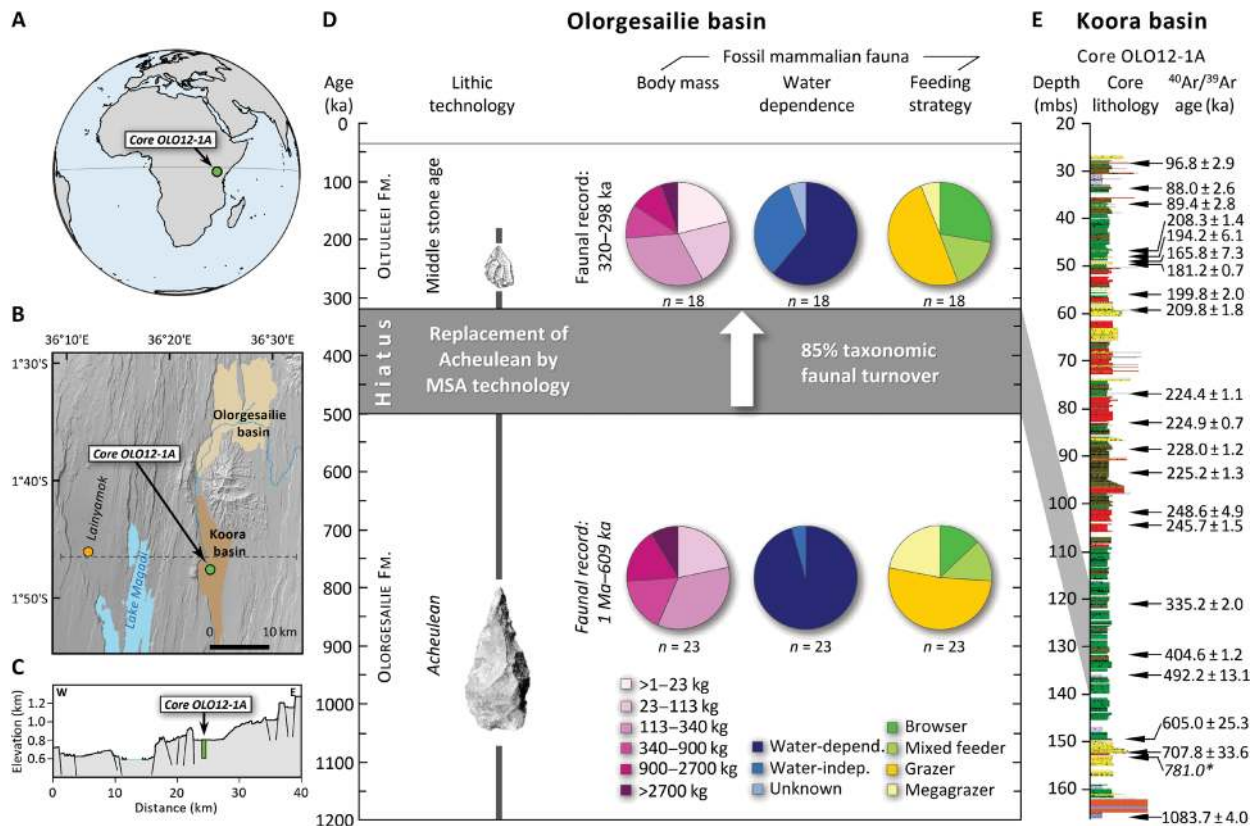 A
Core OLO12-1A
B
36°10'E 36°20'E 36°30'E
1°30'S
1°40'S
1°50'S
Olorgesailie
basin
Core OLO12-1A
Lainyamok
Koora
basin
Lake Magadi
0 10 km
C
W E
Core OLO12-1A
Elevation (km)
1.2
1.0
0.8
0.6
0 10 20 30 40
Distance (km)
D Olorgesailie basin
Fossil mammalian fauna
Age
(ka)
Lithic
technology
Body mass
Water
dependence
Feeding
strategy
0
100
200
300
400
500
600
700
800
900
1000
1100
1200
OLTULELEI FM.
Middle stone age
Faunal record:
320–298 ka
n = 18 n = 18 n = 18
Hiatus
Replacement of
Acheulean by
MSA technology
85% taxonomic
faunal turnover
OLORGESAILIE FM.
Acheulean
Faunal record:
1 Ma–609 ka
n = 23 n = 23 n = 23
>1–23 kg
23–113 kg
113–340 kg
340–900 kg
900–2700 kg
>2700 kg
Water-depend.
Water-indep.
Unknown
Browser
Mixed feeder
Grazer
Megagrazer
E Koora basin
Core OLO12-1A
Depth
(mbs)
Core
lithology
⁴⁰Ar/³⁹Ar
age (ka)
20
30
40
50
60
70
80
90
100
110
120
130
140
150
160
96.8 ± 2.9
88.0 ± 2.6
89.4 ± 2.8
208.3 ± 1.4
194.2 ± 6.1
165.8 ± 7.3
181.2 ± 0.7
199.8 ± 2.0
209.8 ± 1.8
224.4 ± 1.1
224.9 ± 0.7
228.0 ± 1.2
225.2 ± 1.3
248.6 ± 4.9
245.7 ± 1.5
335.2 ± 2.0
404.6 ± 1.2
492.2 ± 13.1
605.0 ± 25.3
707.8 ± 33.6
781.0*
1083.7 ± 4.0